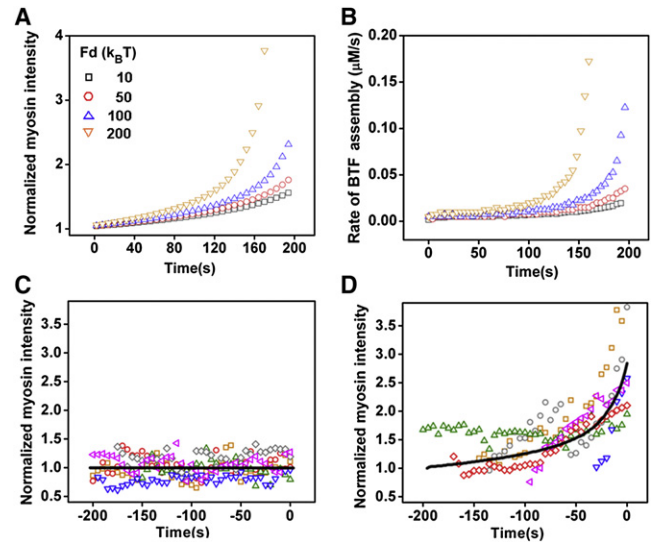 A
Normalized myosin intensity
4
3
2
1
Fd (kBT)
10
50
100
200
0 40 80 120 160 200
Time(s)
B
Rate of BTF assembly (μM/s)
0.20
0.15
0.10
0.05
0.00
0 50 100 150 200
Time(s)
C
Normalized myosin intensity
3.5
3.0
2.5
2.0
1.5
1.0
0.5
-200 -150 -100 -50 0
Time(s)
D
Normalized myosin intensity
3.5
3.0
2.5
2.0
1.5
1.0
0.5
-200 -150 -100 -50 0
Time(s)